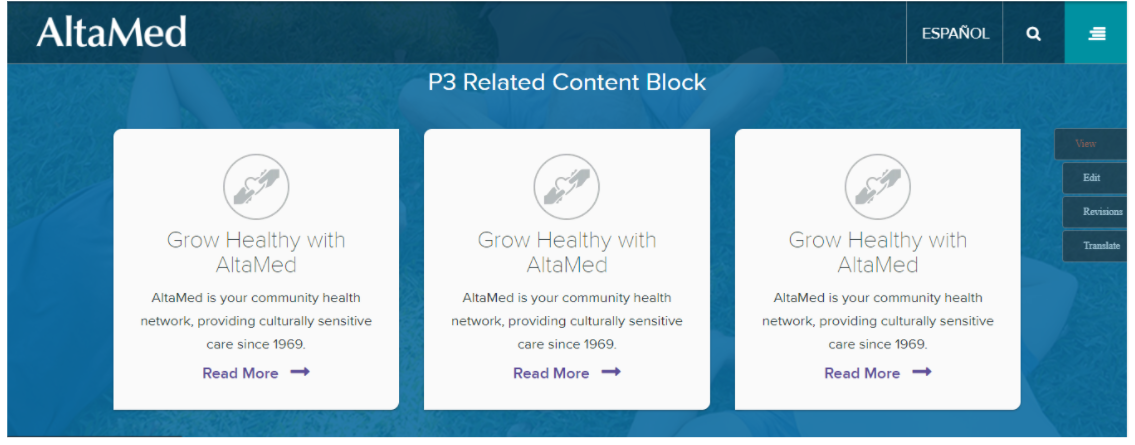 AltaMed
ESPAÑOL
P3 Related Content Block
View
Edit
Revisions
Translate
Grow Healthy with
AltaMed
AltaMed is your community health
network, providing culturally sensitive
care since 1969.
Read More
Grow Healthy with
AltaMed
AltaMed is your community health
network, providing culturally sensitive
care since 1969.
Read More
Grow Healthy with
AltaMed
AltaMed is your community health
network, providing culturally sensitive
care since 1969.
Read More